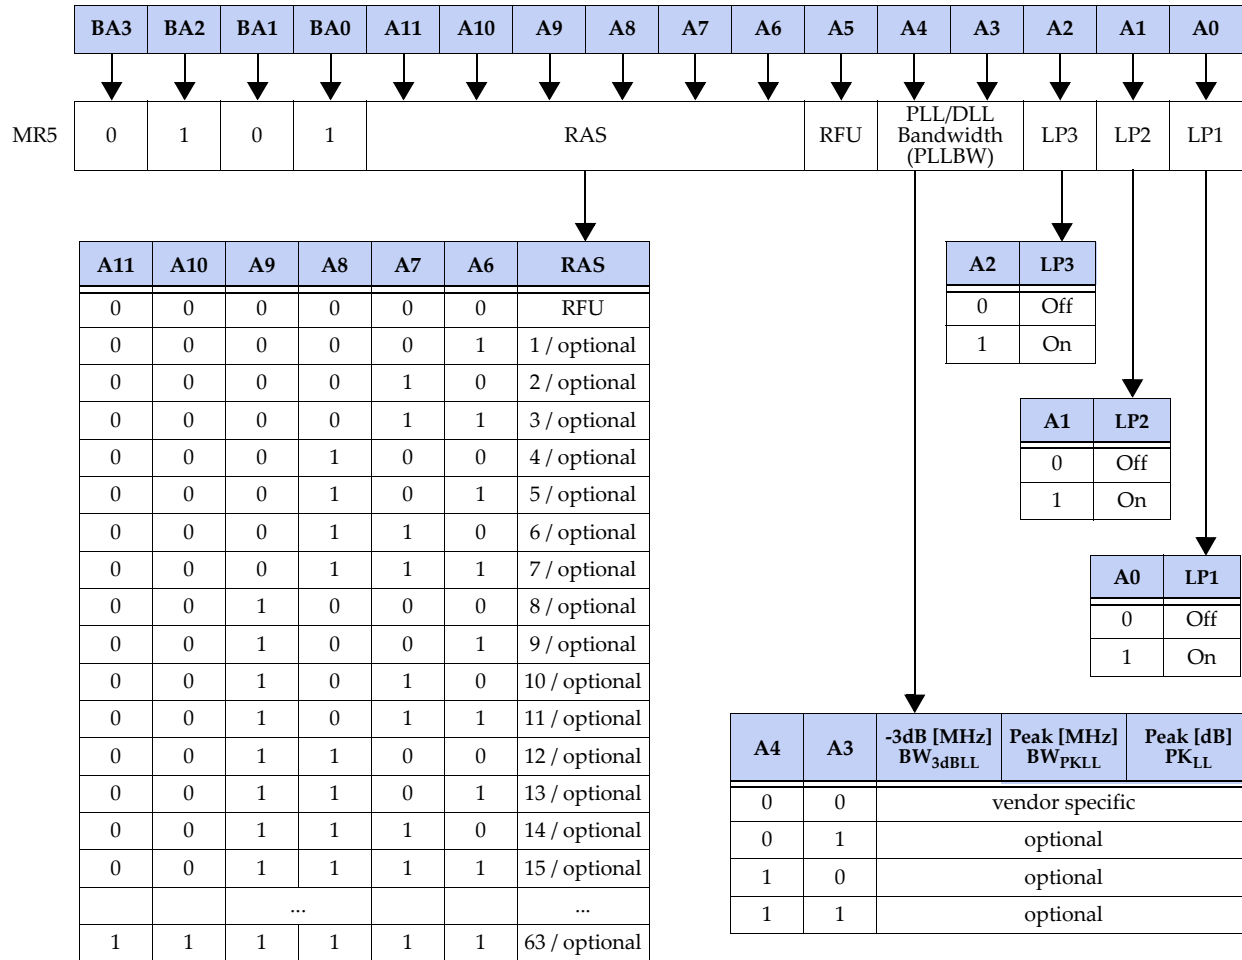 BA3 BA2 BA1 BA0 A11 A10 A9 A8 A7 A6 A5 A4 A3 A2 A1 A0
MR5 0 1 0 1 RAS RFU PLL/DLL Bandwidth (PLLBW) LP3 LP2 LP1
A11 A10 A9 A8 A7 A6 RAS
0 0 0 0 0 0 RFU
0 0 0 0 0 1 1 / optional
0 0 0 0 1 0 2 / optional
0 0 0 0 1 1 3 / optional
0 0 0 1 0 0 4 / optional
0 0 0 1 0 1 5 / optional
0 0 0 1 1 0 6 / optional
0 0 0 1 1 1 7 / optional
0 0 1 0 0 0 8 / optional
0 0 1 0 0 1 9 / optional
0 0 1 0 1 0 10 / optional
0 0 1 0 1 1 11 / optional
0 0 1 1 0 0 12 / optional
0 0 1 1 0 1 13 / optional
0 0 1 1 1 0 14 / optional
0 0 1 1 1 1 15 / optional
... ...
1 1 1 1 1 1 63 / optional
A2 LP3
0 Off
1 On
A1 LP2
0 Off
1 On
A0 LP1
0 Off
1 On
A4 A3 -3dB [MHz] BW3dBLL Peak [MHz] BWPKLL Peak [dB] PKLL
0 0 vendor specific
0 1 optional
1 0 optional
1 1 optional